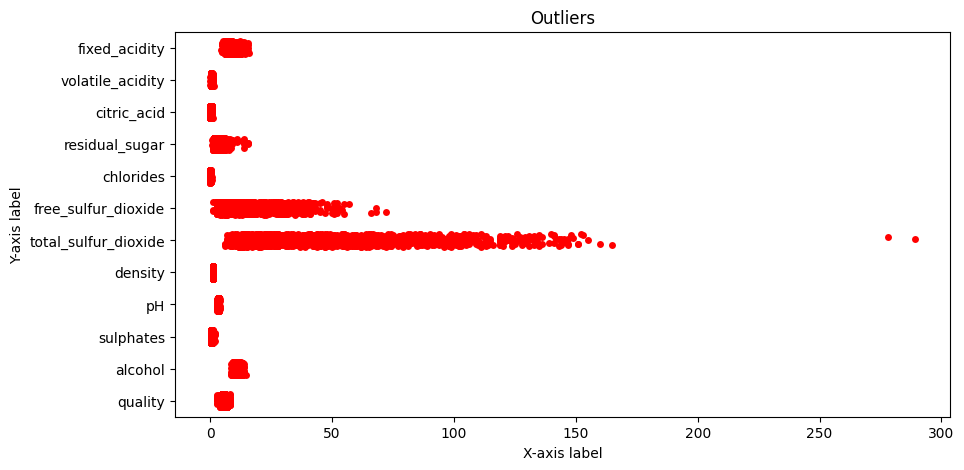 Outliers
fixed_acidity
volatile_acidity
citric_acid
residual_sugar
chlorides
free_sulfur_dioxide
total_sulfur_dioxide
density
pH
sulphates
alcohol
quality
Y-axis label
0 50 100 150 200 250 300
X-axis label